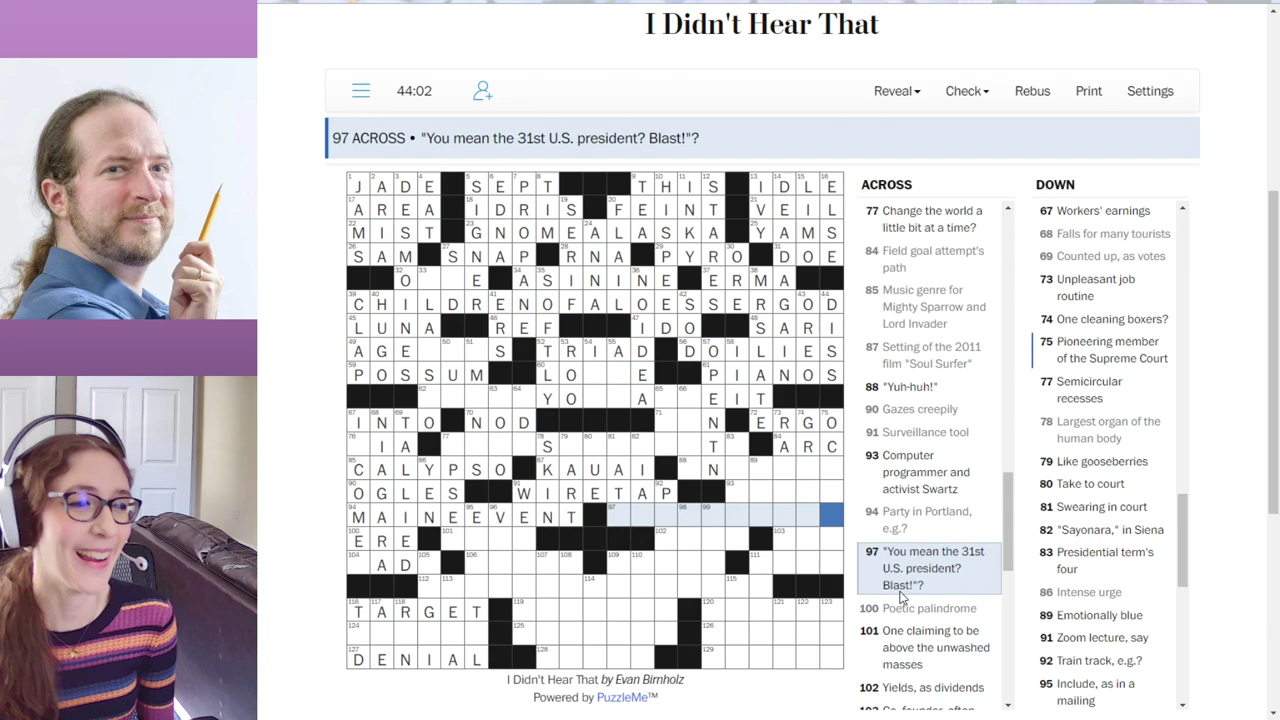 I Didn't Hear That
44:02
Reveal
Check
Rebus
Print
Settings
97 ACROSS • "You mean the 31st U.S. president? Blast!"?
JADE SEPT THIS IDLE
AREA IDRIS FEINT VEIL
MIST GNOMEALASKA YAMS
SAM SNAP RNA PYRO DOE
O E ASININE ERMA
CHILDRENOFALOESSERGOD
LUNA REF IDO SARI
AGE S TRIAD DOILIES
POSSUM LO E PIANOS
YO A EIT
INTO NOD N ERGO
IA S T ARC
CALYPSO KAUAI N
OGLES WIRETAP
MAINEEVENT
ERE
AD
TARGET
DENIAL
I Didn't Hear That by Evan Birnholz
Powered by PuzzleMe™
ACROSS
77 Change the world a
little bit at a time?
84 Field goal attempt's
path
85 Music genre for
Mighty Sparrow and
Lord Invader
87 Setting of the 2011
film "Soul Surfer"
88 "Yuh-huh!"
90 Gazes creepily
91 Surveillance tool
93 Computer
programmer and
activist Swartz
94 Party in Portland,
e.g.?
97 "You mean the 31st
U.S. president?
Blast!"?
100 Poetic palindrome
101 One claiming to be
above the unwashed
masses
102 Yields, as dividends
DOWN
67 Workers' earnings
68 Falls for many tourists
69 Counted up, as votes
73 Unpleasant job
routine
74 One cleaning boxers?
75 Pioneering member
of the Supreme Court
77 Semicircular
recesses
78 Largest organ of the
human body
79 Like gooseberries
80 Take to court
81 Swearing in court
82 "Sayonara," in Siena
83 Presidential term's
four
86 Intense urge
89 Emotionally blue
91 Zoom lecture, say
92 Train track, e.g.?
95 Include, as in a
mailing